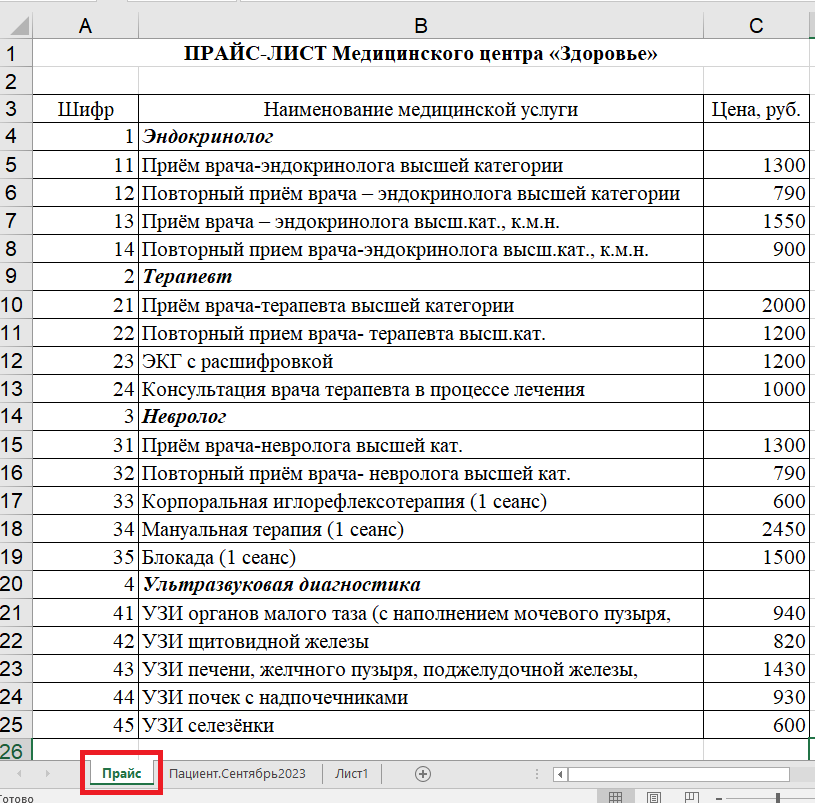 A B C
1 ПРАЙС-ЛИСТ Медицинского центра «Здоровье»
2
3 Шифр Наименование медицинской услуги Цена, руб.
4 1 Эндокринолог
5 11 Приём врача-эндокринолога высшей категории 1300
6 12 Повторный приём врача – эндокринолога высшей категории 790
7 13 Приём врача – эндокринолога высш.кат., к.м.н. 1550
8 14 Повторный прием врача-эндокринолога высш.кат., к.м.н. 900
9 2 Терапевт
10 21 Приём врача-терапевта высшей категории 2000
11 22 Повторный прием врача- терапевта высш.кат. 1200
12 23 ЭКГ с расшифровкой 1200
13 24 Консультация врача терапевта в процессе лечения 1000
14 3 Невролог
15 31 Приём врача-невролога высшей кат. 1300
16 32 Повторный приём врача- невролога высшей кат. 790
17 33 Корпоральная иглорефлексотерапия (1 сеанс) 600
18 34 Мануальная терапия (1 сеанс) 2450
19 35 Блокада (1 сеанс) 1500
20 4 Ультразвуковая диагностика
21 41 УЗИ органов малого таза (с наполнением мочевого пузыря, 940
22 42 УЗИ щитовидной железы 820
23 43 УЗИ печени, желчного пузыря, поджелудочной железы, 1430
24 44 УЗИ почек с надпочечниками 930
25 45 УЗИ селезёнки 600
26
Прайс Пациент.Сентябрь2023 Лист1
отово